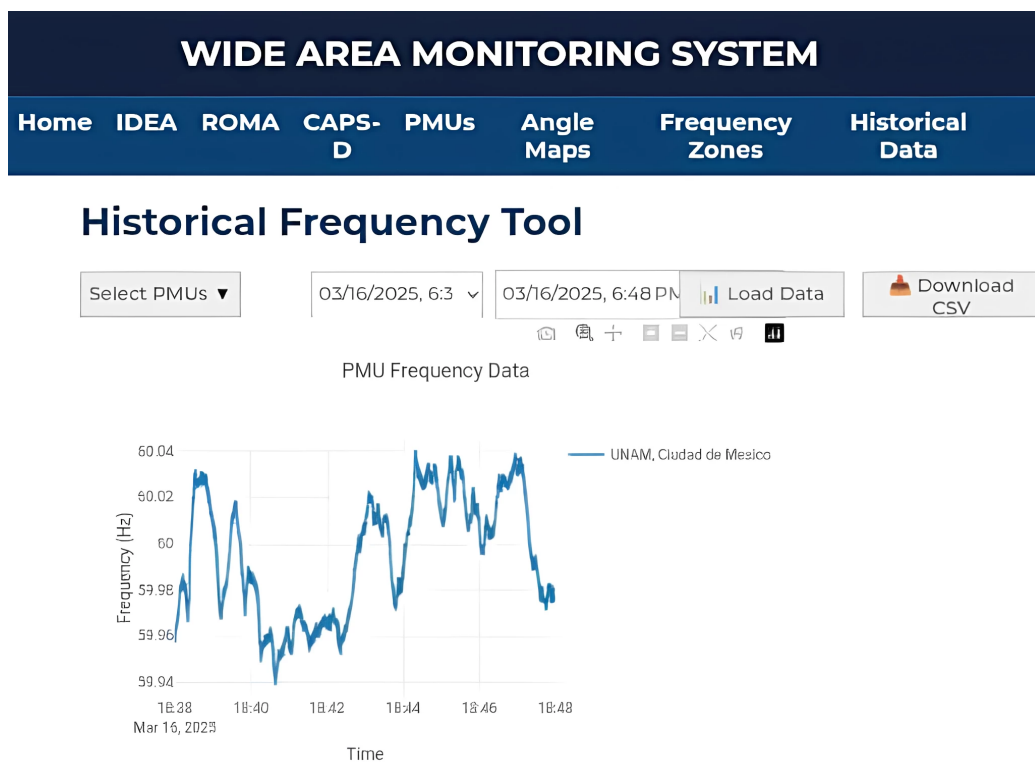 WIDE AREA MONITORING SYSTEM
Home IDEA ROMA CAPS-D PMUs Angle Maps Frequency Zones Historical Data
Historical Frequency Tool
Select PMUs ▼
03/16/2025, 6:3
03/16/2025, 6:48 PM
Load Data
Download CSV
PMU Frequency Data
60.04
60.02
60
59.98
59.96
59.94
Frequency (Hz)
UNAM, Ciudad de Mexico
18:38 18:40 18:42 18:44 18:46 18:48
Mar 16, 2025
Time